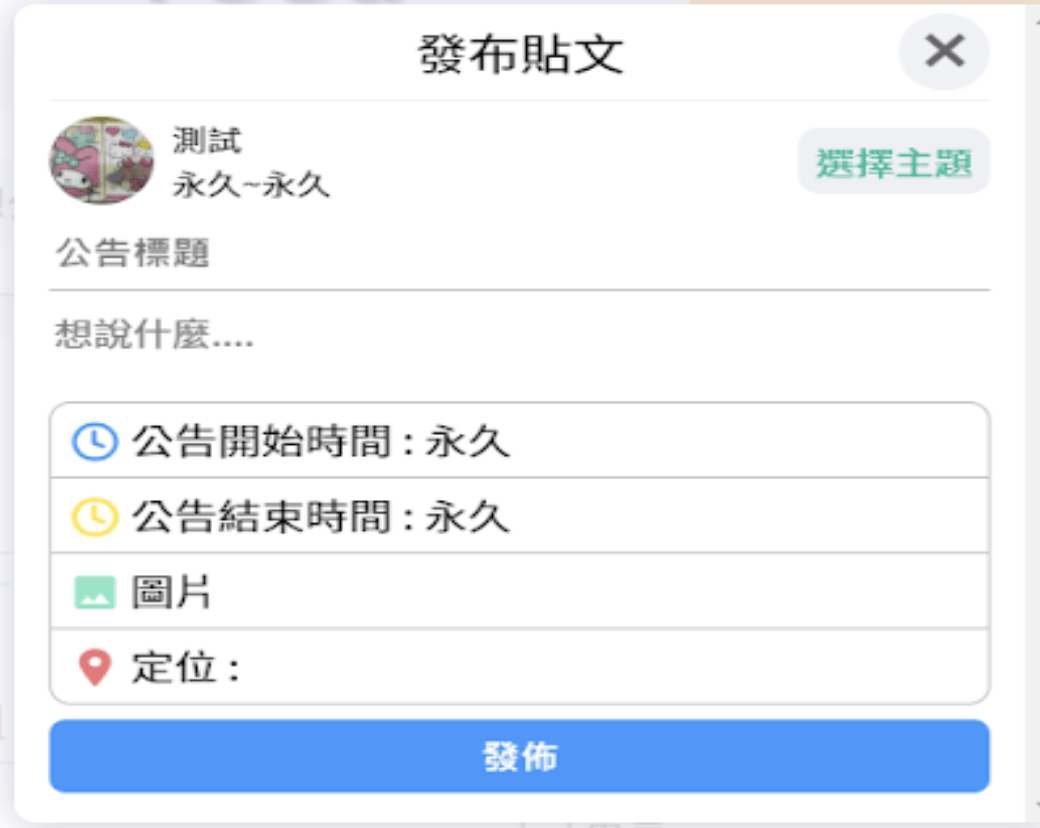 發布貼文
測試
永久~永久
選擇主題
公告標題
想說什麼....
公告開始時間 : 永久
公告結束時間 : 永久
圖片
定位 :
發佈